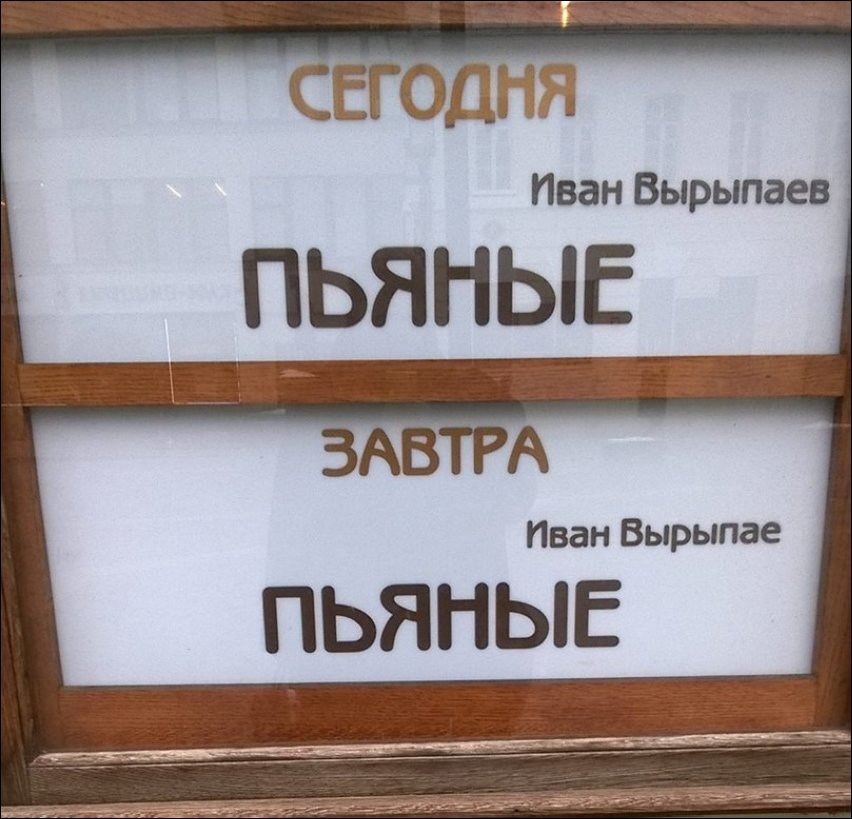 СЕГОДНЯ
Иван Вырыпаев
ПЬЯНЫЕ
ЗАВТРА
Иван Вырыпае
ПЬЯНЫЕ